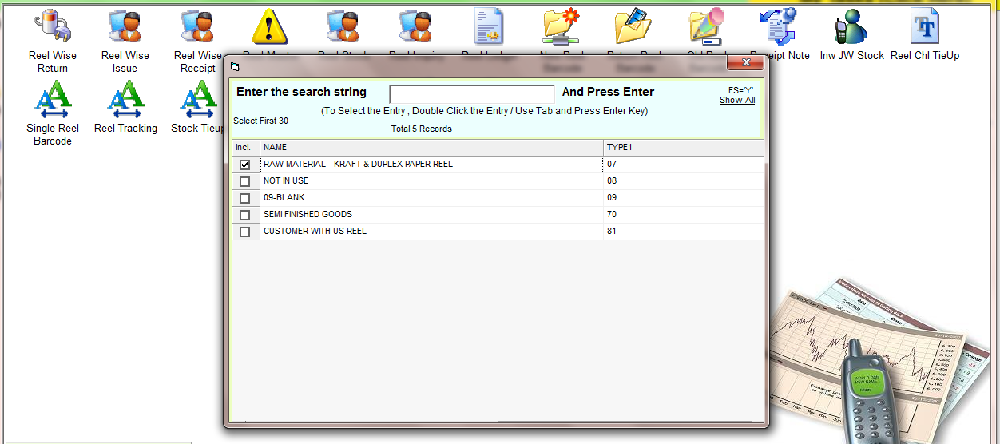 Reel Wise Return
Reel Wise Issue
Reel Wise Receipt
Receipt Note
Inw JW Stock
Reel Chl TieUp
Single Reel Barcode
Reel Tracking
Stock Tieup
Enter the search string
And Press Enter
FS='Y'
Show All
(To Select the Entry , Double Click the Entry / Use Tab and Press Enter Key)
Select First 30
Total 5 Records
Incl. NAME TYPE1
RAW MATERIAL - KRAFT & DUPLEX PAPER REEL 07
NOT IN USE 08
09-BLANK 09
SEMI FINISHED GOODS 70
CUSTOMER WITH US REEL 81